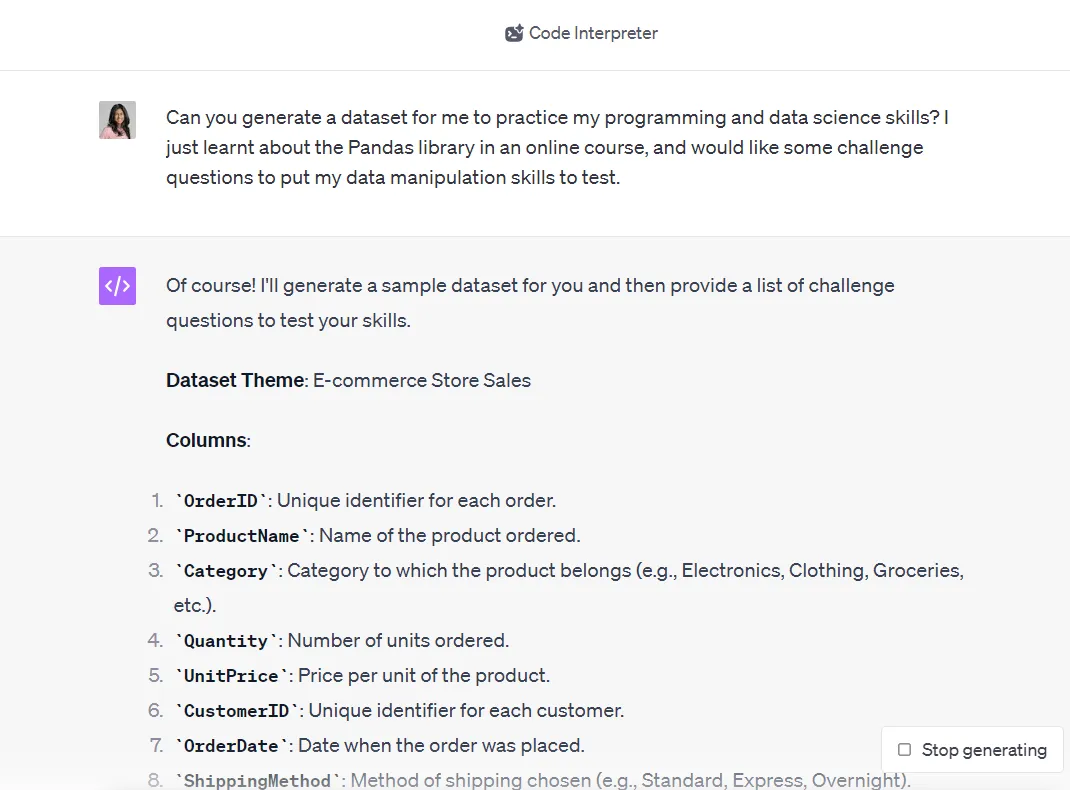 Code Interpreter
Can you generate a dataset for me to practice my programming and data science skills? I
just learnt about the Pandas library in an online course, and would like some challenge
questions to put my data manipulation skills to test.
</>
Of course! I'll generate a sample dataset for you and then provide a list of challenge
questions to test your skills.
Dataset Theme: E-commerce Store Sales
Columns:
1. `OrderID`: Unique identifier for each order.
2. `ProductName`: Name of the product ordered.
3. `Category`: Category to which the product belongs (e.g., Electronics, Clothing, Groceries,
etc.).
4. `Quantity`: Number of units ordered.
5. `UnitPrice`: Price per unit of the product.
6. `CustomerID`: Unique identifier for each customer.
7. `OrderDate`: Date when the order was placed.
Stop generating
8. `ShippingMethod`: Method of shipping chosen (e.g., Standard, Express, Overnight).